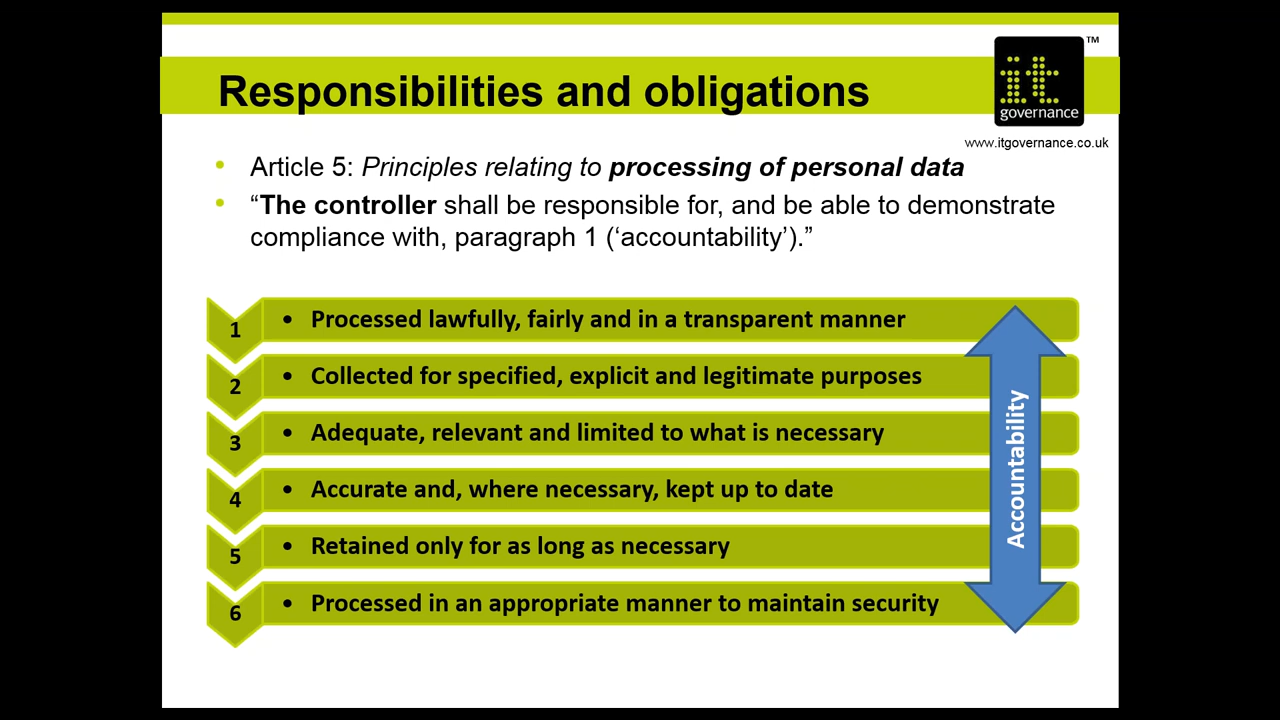 Responsibilities and obligations
it
governance
™
www.itgovernance.co.uk
• Article 5: Principles relating to processing of personal data
• “The controller shall be responsible for, and be able to demonstrate
compliance with, paragraph 1 (‘accountability’).”
1 • Processed lawfully, fairly and in a transparent manner
2 • Collected for specified, explicit and legitimate purposes
3 • Adequate, relevant and limited to what is necessary
4 • Accurate and, where necessary, kept up to date
5 • Retained only for as long as necessary
6 • Processed in an appropriate manner to maintain security
Accountability